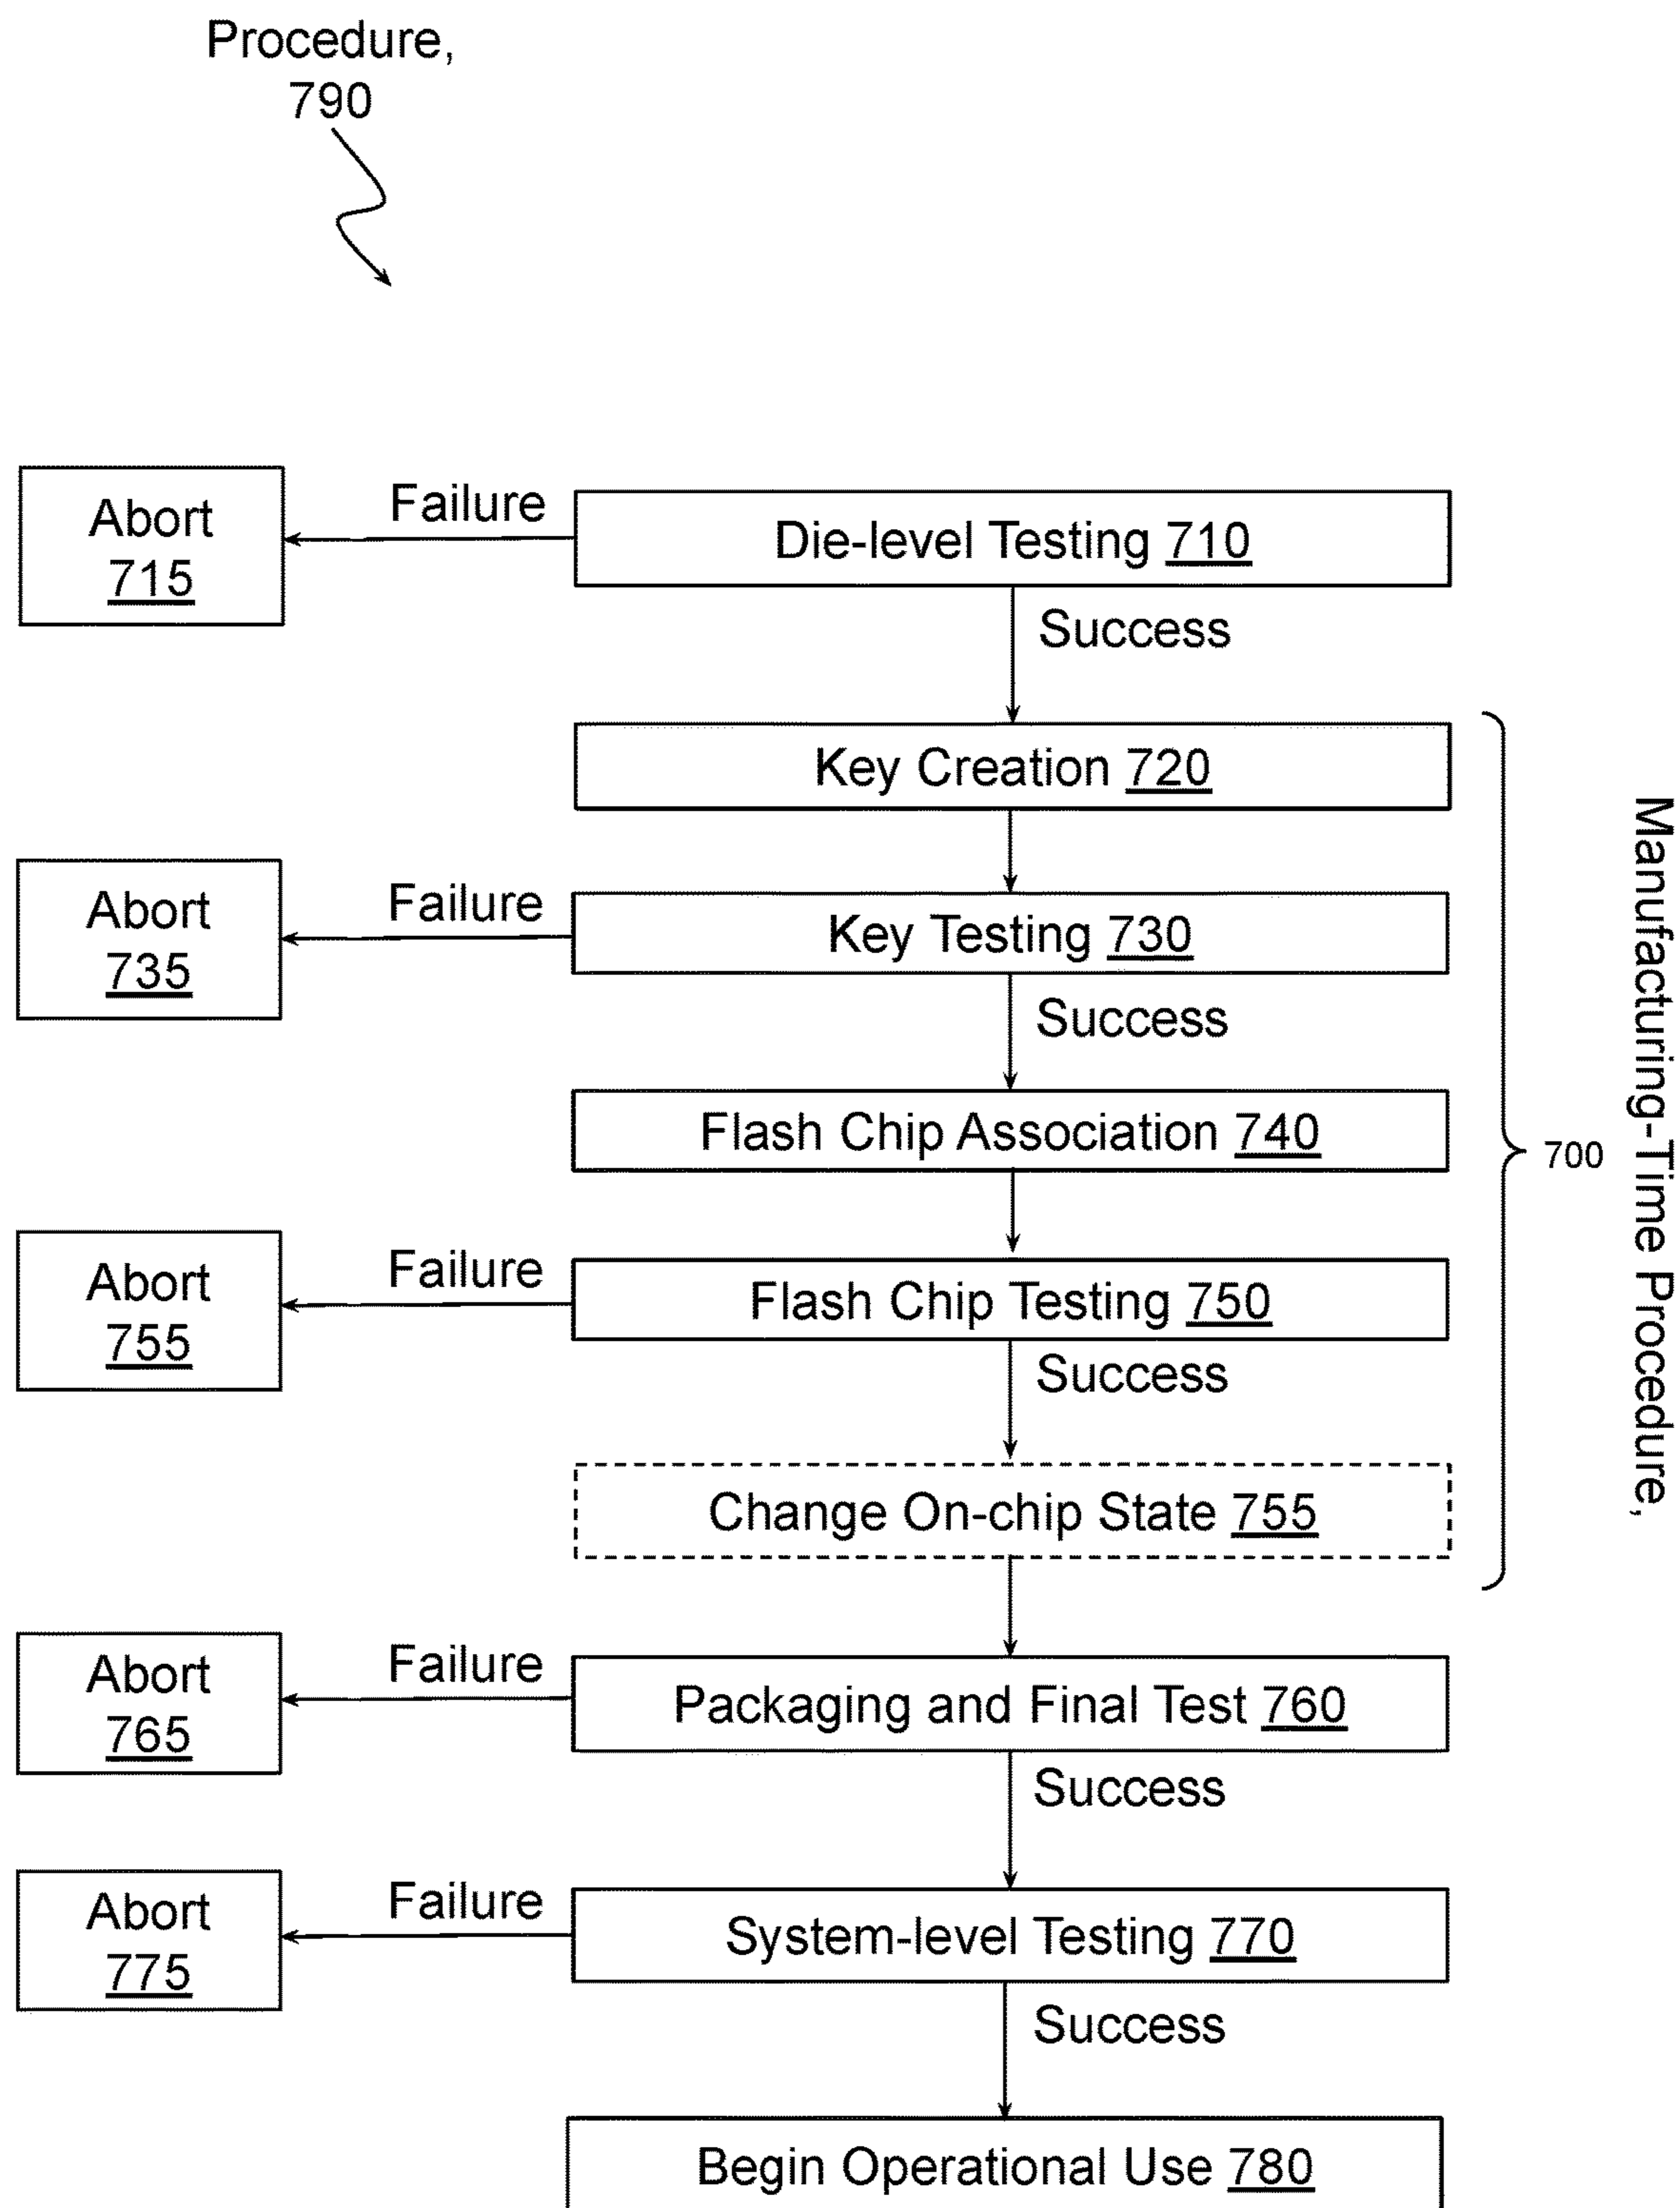 Procedure,
790
Abort
715
Failure
Die-level Testing 710
Success
Key Creation 720
Abort
735
Failure
Key Testing 730
Success
Flash Chip Association 740
700
Manufacturing-Time Procedure,
Abort
755
Failure
Flash Chip Testing 750
Success
Change On-chip State 755
Abort
765
Failure
Packaging and Final Test 760
Success
Abort
775
Failure
System-level Testing 770
Success
Begin Operational Use 780